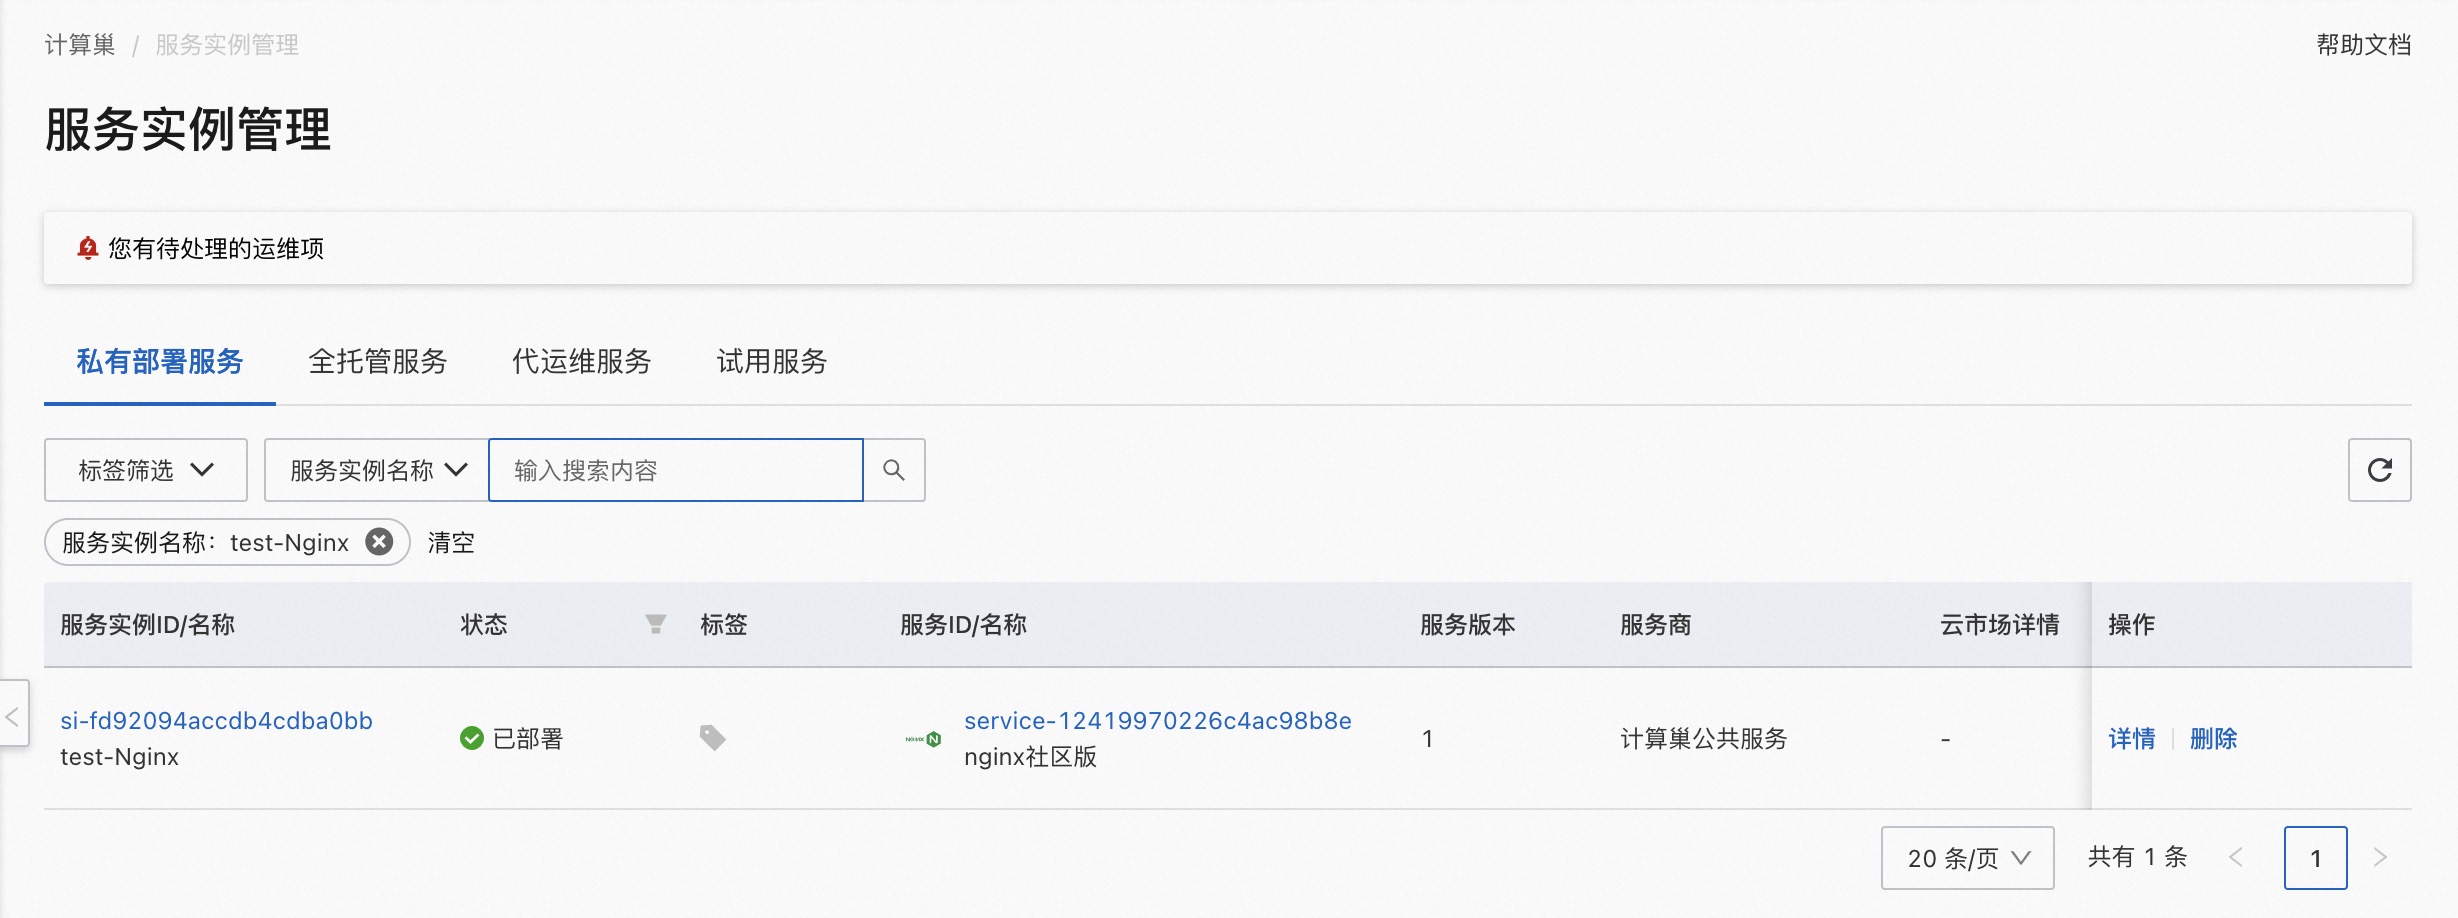 计算巢 / 服务实例管理
帮助文档
服务实例管理
您有待处理的运维项
私有部署服务 全托管服务 代运维服务 试用服务
标签筛选 服务实例名称 输入搜索内容
服务实例名称： test-Nginx 清空
服务实例ID/名称 状态 标签 服务ID/名称 服务版本 服务商 云市场详情 操作
si-fd92094accdb4cdba0bb
test-Nginx
已部署
NGINX N
service-12419970226c4ac98b8e
nginx社区版
1
计算巢公共服务
-
详情 | 删除
20 条/页 共有 1 条 < 1 >